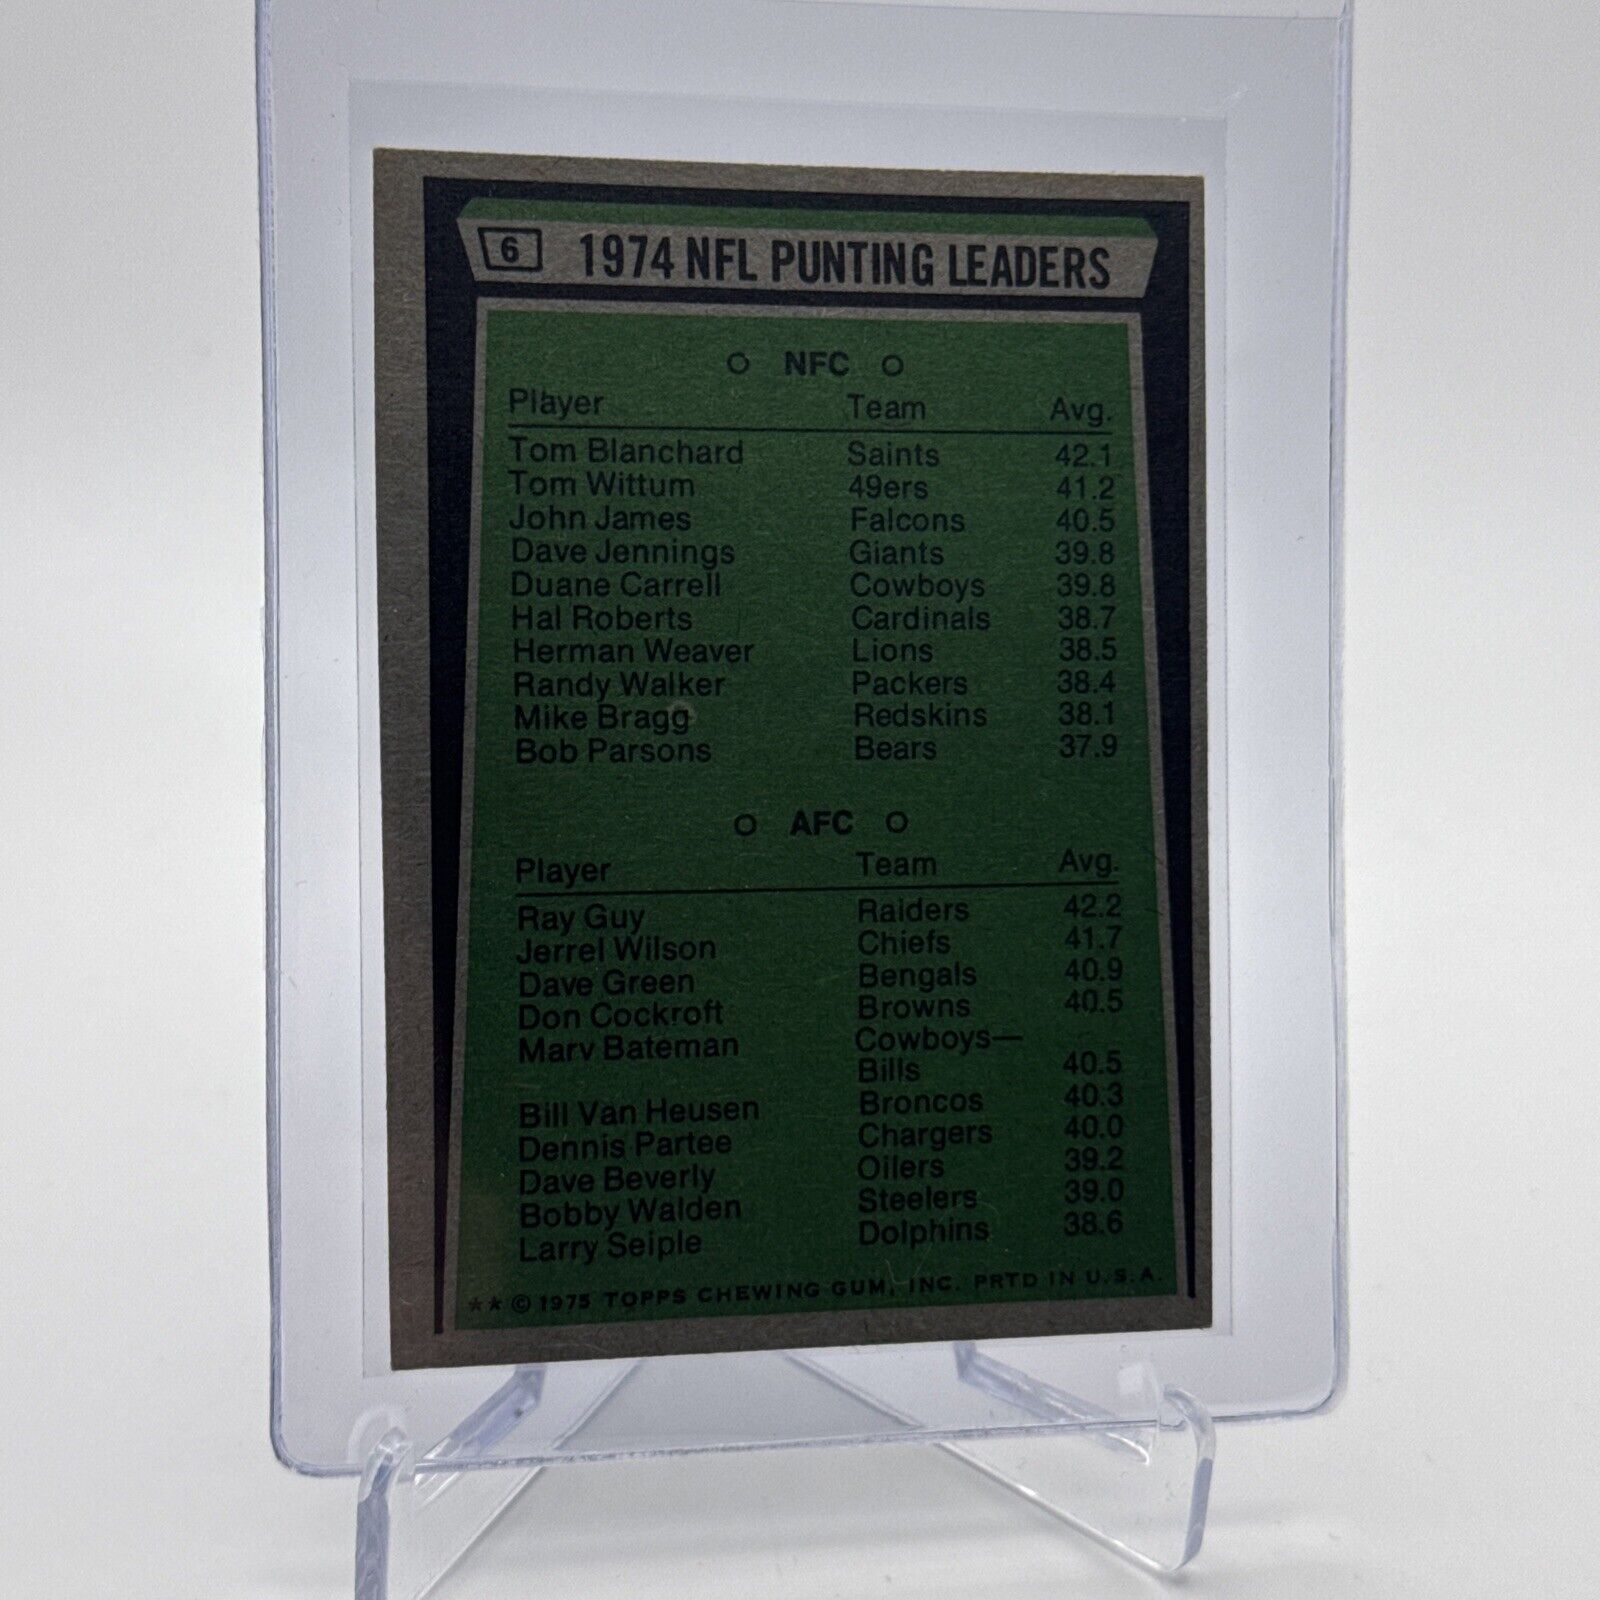 6 1974 NFL PUNTING LEADERS
NFC
Player Team Avg.
Tom Blanchard Saints 42.1
Tom Wittum 49ers 41.2
John James Falcons 40.5
Dave Jennings Giants 39.8
Duane Carrell Cowboys 39.8
Hal Roberts Cardinals 38.7
Herman Weaver Lions 38.5
Randy Walker Packers 38.4
Mike Bragg Redskins 38.1
Bob Parsons Bears 37.9
AFC
Player Team Avg.
Ray Guy Raiders 42.2
Jerrel Wilson Chiefs 41.7
Dave Green Bengals 40.9
Don Cockroft Browns 40.5
Marv Bateman Cowboys—
Bills 40.5
Bill Van Heusen Broncos 40.3
Dennis Partee Chargers 40.0
Dave Beverly Oilers 39.2
Bobby Walden Steelers 39.0
Larry Seiple Dolphins 38.6
**© 1975 TOPPS CHEWING GUM, INC. PRTD IN U.S.A.